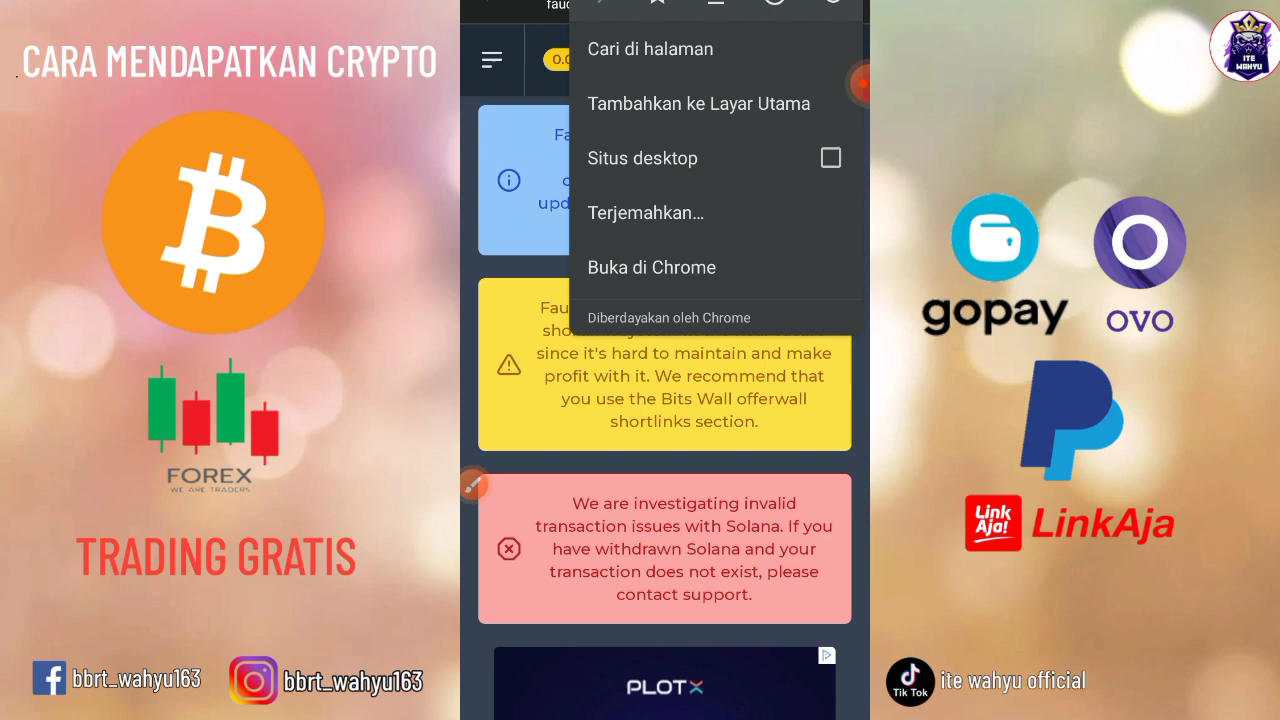 CARA MENDAPATKAN CRYPTO
FOREX
WE ARE TRADERS
TRADING GRATIS
bbrt_wahyu163
bbrt_wahyu163
Cari di halaman
Tambahkan ke Layar Utama
Situs desktop
Terjemahkan...
Buka di Chrome
Diberdayakan oleh Chrome
since it's hard to maintain and make
profit with it. We recommend that
you use the Bits Wall offerwall
shortlinks section.
We are investigating invalid
transaction issues with Solana. If you
have withdrawn Solana and your
transaction does not exist, please
contact support.
PLOTX
ITE
WAHYU
gopay
OVO
Link
Aja!
LinkAja
Tik Tok
ite wahyu official